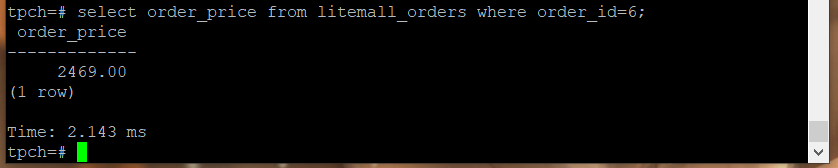 tpch=# select order_price from litemall_orders where order_id=6;
 order_price
-------------
     2469.00
(1 row)

Time: 2.143 ms
tpch=#